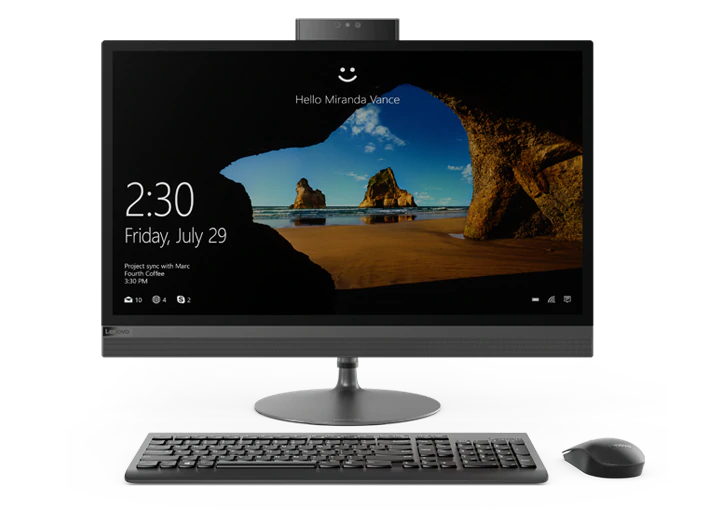 Hello Miranda Vance
2:30
Friday, July 29
Project sync with Marc
Fourth Coffee
3:30 PM
10 4 2
Lenovo